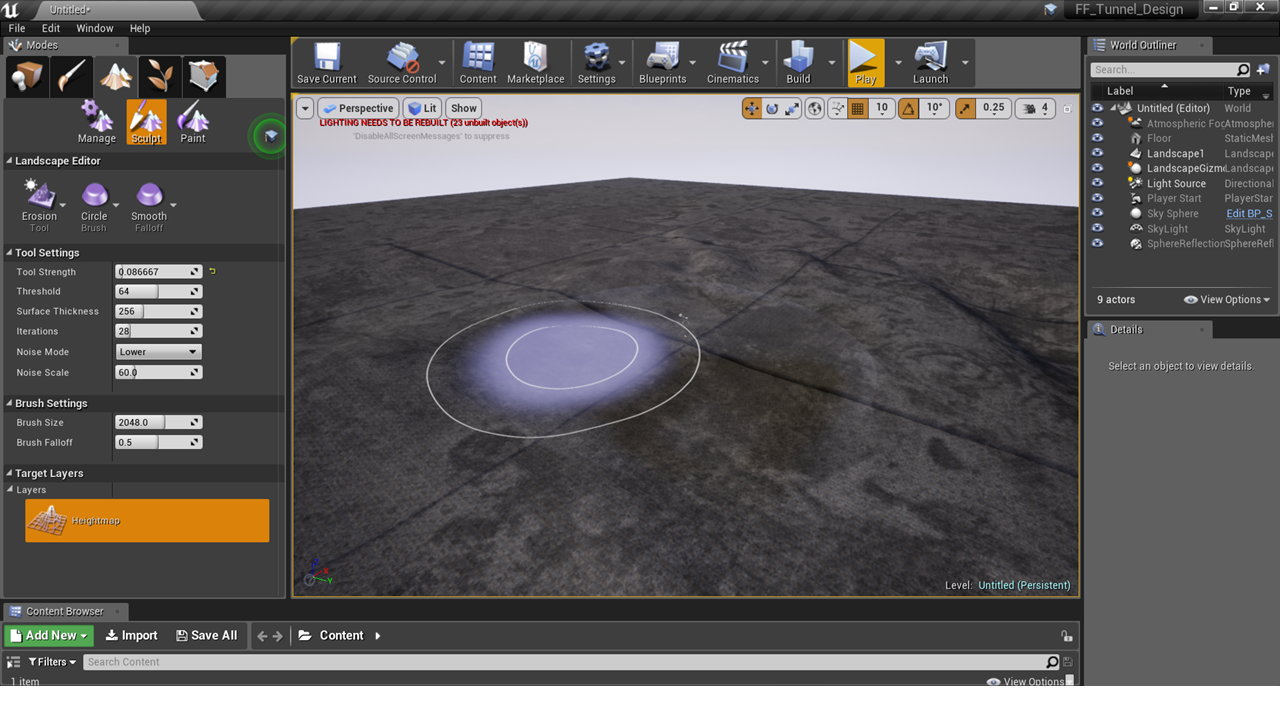 Untitled*
FF_Tunnel_Design
File Edit Window Help
Modes
Manage Sculpt Paint
Landscape Editor
Erosion Circle Smooth
Tool Brush Falloff
Tool Settings
Tool Strength 0.086667
Threshold 64
Surface Thickness 256
Iterations 28
Noise Mode Lower
Noise Scale 60.0
Brush Settings
Brush Size 2048.0
Brush Falloff 0.5
Target Layers
Layers
Heightmap
Save Current Source Control Content Marketplace Settings Blueprints Cinematics Build Play Launch
Perspective Lit Show 10 10° 0.25 4
LIGHTING NEEDS TO BE REBUILT (23 unbuilt object(s))
'DisableAllScreenMessages' to suppress
Z X Y
Level: Untitled (Persistent)
World Outliner
Search...
Label Type
Untitled (Editor) World
Atmospheric Fog Atmosphere
Floor StaticMesh
Landscape1 Landscape
LandscapeGizmo Landscape
Light Source Directional
Player Start PlayerStart
Sky Sphere Edit BP_S
SkyLight SkyLight
SphereReflection SphereRefl
9 actors View Options
Details
Select an object to view details.
Content Browser
Add New Import Save All Content
Filters Search Content
1 item View Options